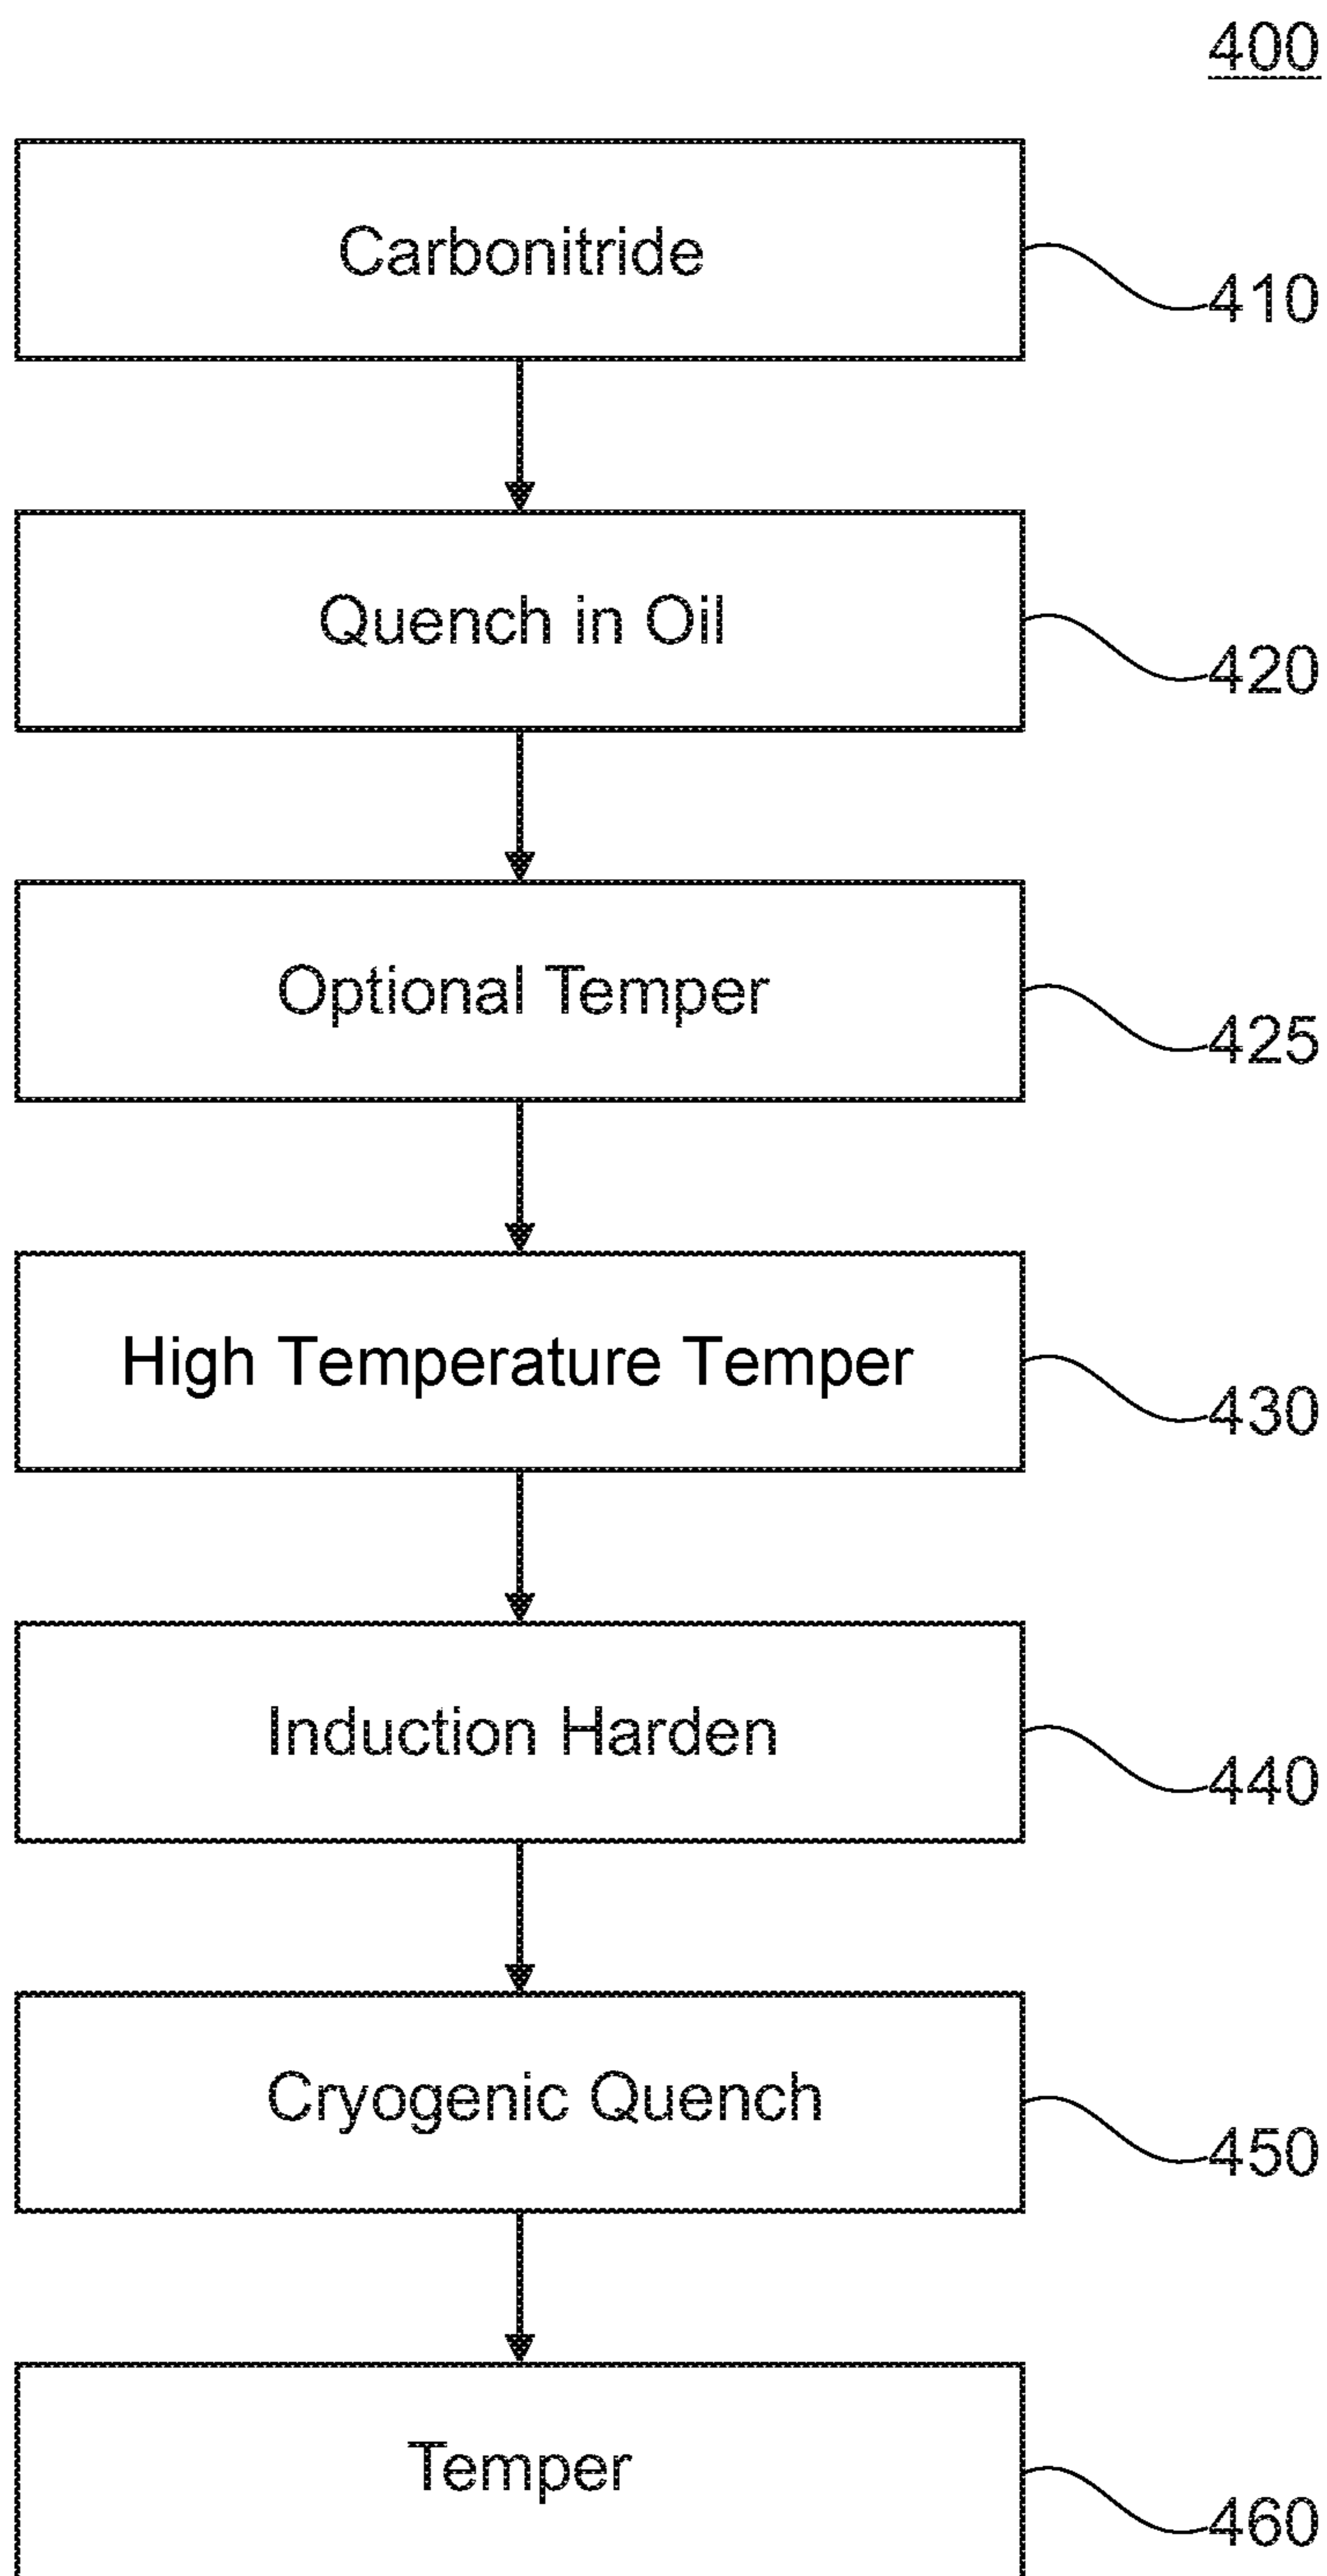 400
Carbonitride
410
Quench in Oil
420
Optional Temper
425
High Temperature Temper
430
Induction Harden
440
Cryogenic Quench
450
Temper
460